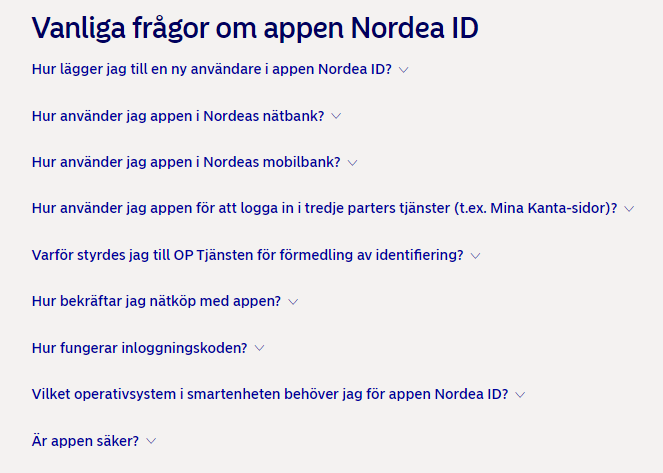 Vanliga frågor om appen Nordea ID
Hur lägger jag till en ny användare i appen Nordea ID?
Hur använder jag appen i Nordeas nätbank?
Hur använder jag appen i Nordeas mobilbank?
Hur använder jag appen för att logga in i tredje parters tjänster (t.ex. Mina Kanta-sidor)?
Varför styrdes jag till OP Tjänsten för förmedling av identifiering?
Hur bekräftar jag nätköp med appen?
Hur fungerar inloggningskoden?
Vilket operativsystem i smartenheten behöver jag för appen Nordea ID?
Är appen säker?